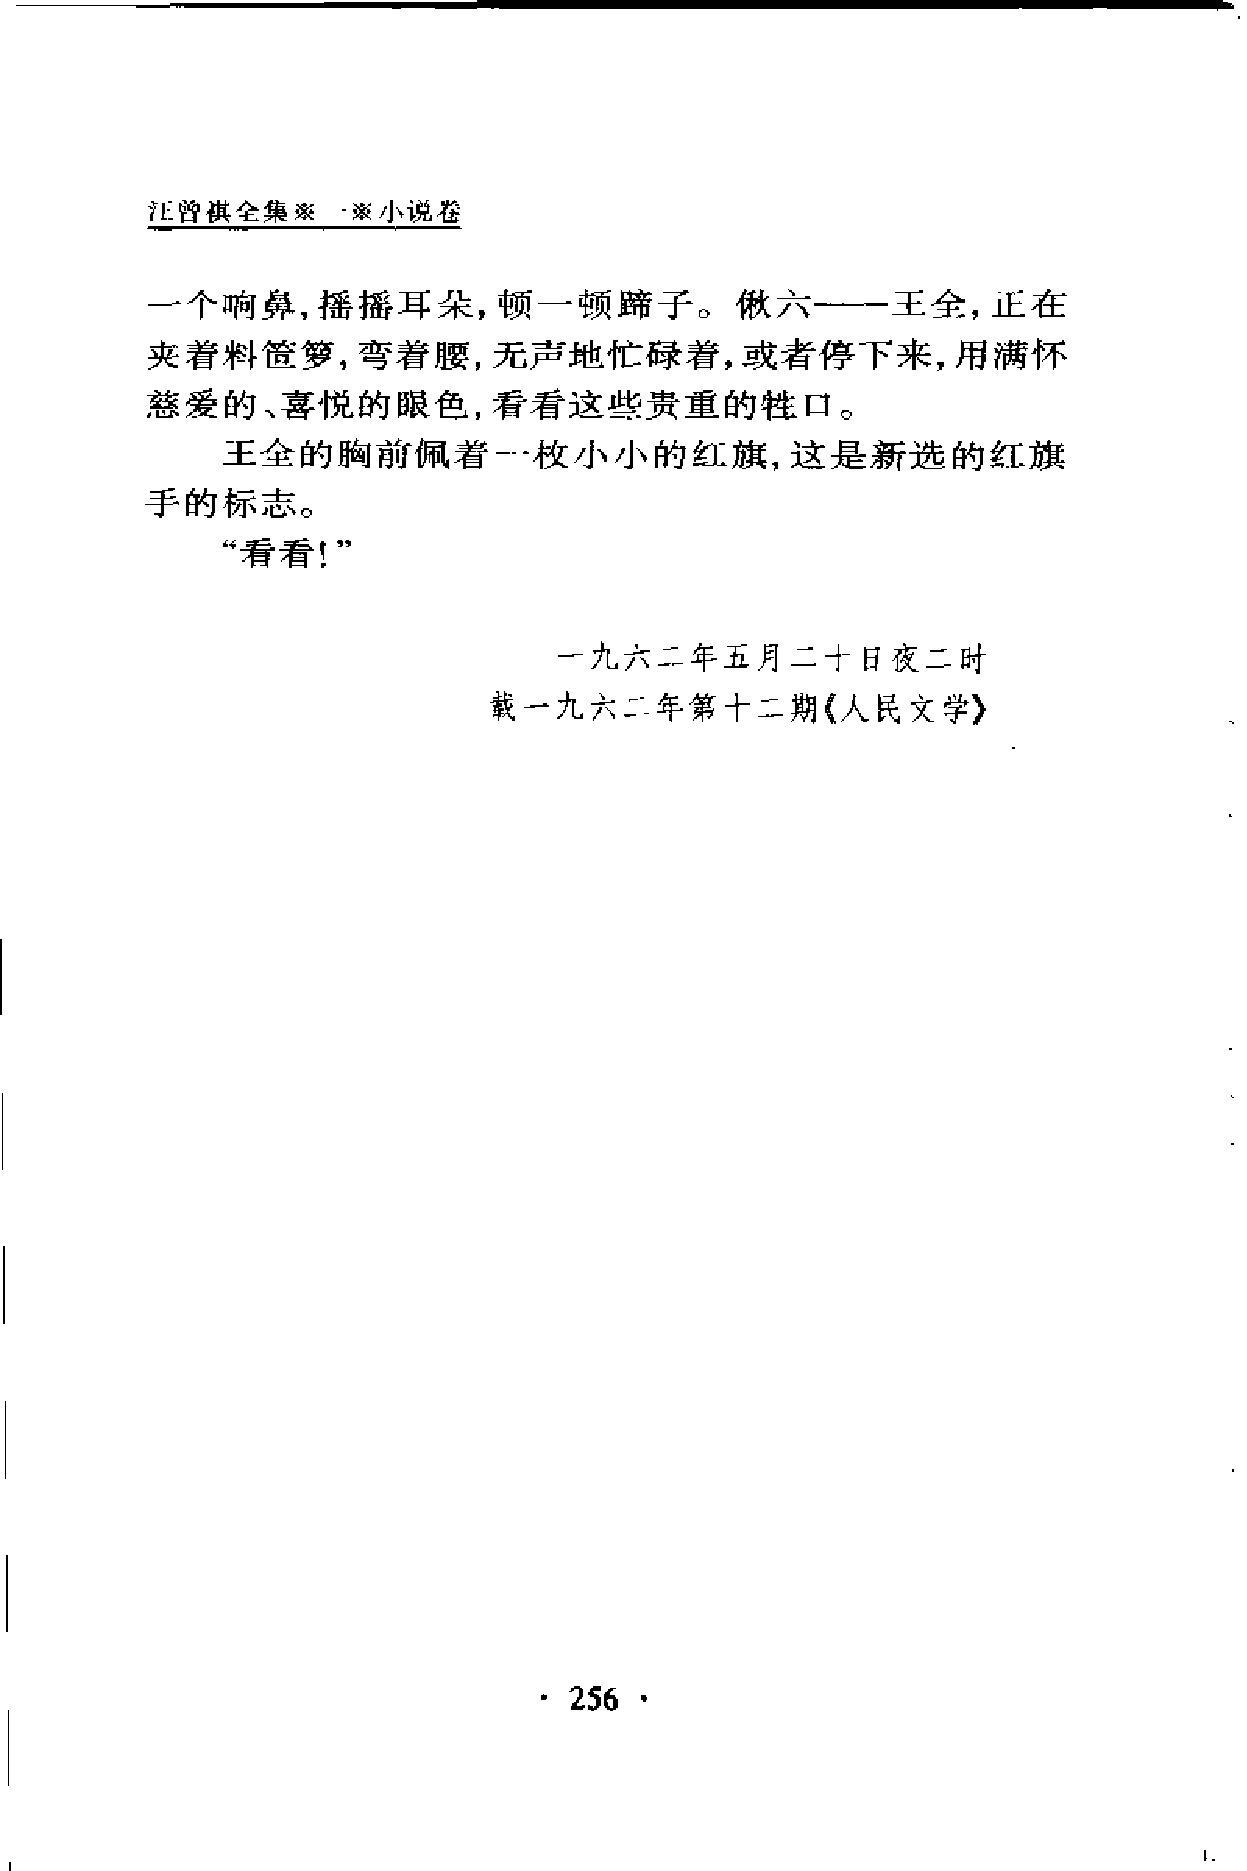 汪曾祺全集※一※小说卷
一个响鼻,摇摇耳朵,顿一顿蹄子。偢六——王全,正在
夹着料笸箩,弯着腰,无声地忙碌着,或者停下来,用满怀
慈爱的、喜悦的眼色,看看这些贵重的牲口。
王全的胸前佩着一枚小小的红旗,这是新选的红旗
手的标志。
“看看!”
一九六二年五月二十日夜二时
载一九六二年第十二期《人民文学》
· 256 ·